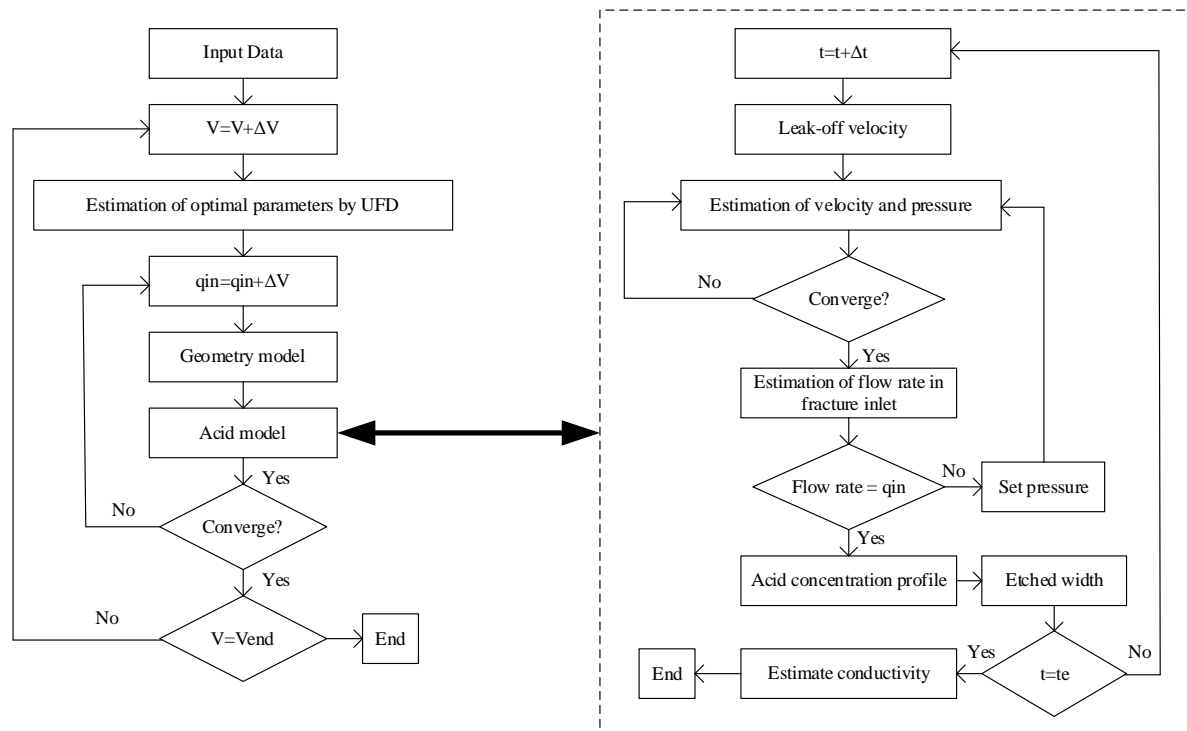 Input Data
V=V+ΔV
Estimation of optimal parameters by UFD
qin=qin+ΔV
Geometry model
Acid model
Yes
No
Converge?
Yes
No
V=Vend
End
t=t+Δt
Leak-off velocity
Estimation of velocity and pressure
No
Converge?
Yes
Estimation of flow rate in
fracture inlet
Flow rate = qin
No
Set pressure
Yes
Acid concentration profile
Etched width
t=te
No
Yes
Estimate conductivity
End